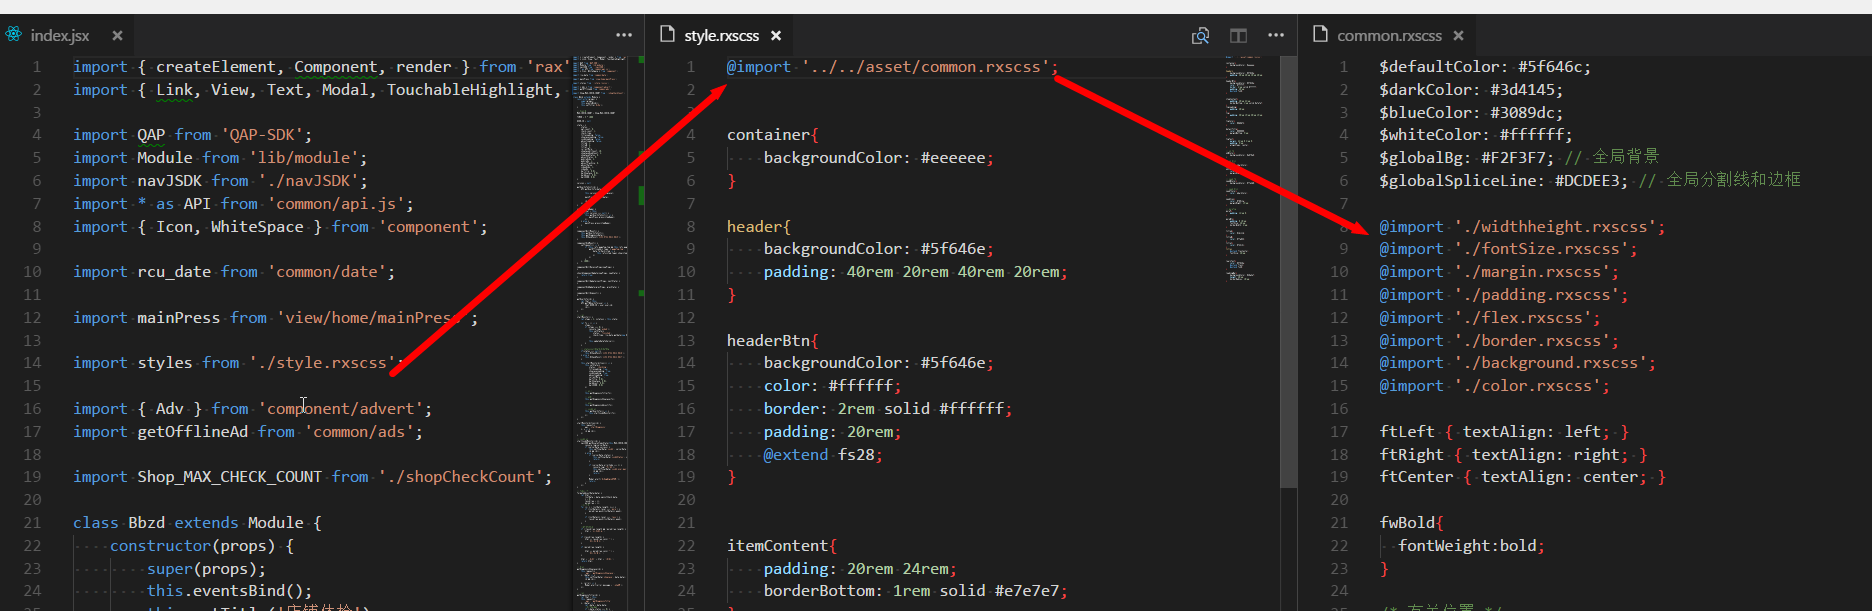 index.jsx
1 import { createElement, Component, render } from 'rax'
2 import { Link, View, Text, Modal, TouchableHighlight,
3
4 import QAP from 'QAP-SDK';
5 import Module from 'lib/module';
6 import navJSDK from './navJSDK';
7 import * as API from 'common/api.js';
8 import { Icon, WhiteSpace } from 'component';
9
10 import rcu_date from 'common/date';
11
12 import mainPress from 'view/home/mainPress';
13
14 import styles from './style.rxscss';
15
16 import { Adv } from 'component/advert';
17 import getOfflineAd from 'common/ads';
18
19 import Shop_MAX_CHECK_COUNT from './shopCheckCount';
20
21 class Bbzd extends Module {
22 constructor(props) {
23 super(props);
24 this.eventsBind();
style.rxscss
1 @import '../../asset/common.rxscss';
2
3
4 container{
5 backgroundColor: #eeeeee;
6 }
7
8 header{
9 backgroundColor: #5f646e;
10 padding: 40rem 20rem 40rem 20rem;
11 }
12
13 headerBtn{
14 backgroundColor: #5f646e;
15 color: #ffffff;
16 border: 2rem solid #ffffff;
17 padding: 20rem;
18 @extend fs28;
19 }
20
21
22 itemContent{
23 padding: 20rem 24rem;
24 borderBottom: 1rem solid #e7e7e7;
common.rxscss
1 $defaultColor: #5f646c;
2 $darkColor: #3d4145;
3 $blueColor: #3089dc;
4 $whiteColor: #ffffff;
5 $globalBg: #F2F3F7; // 全局背景
6 $globalSpliceLine: #DCDEE3; // 全局分割线和边框
7
8 @import './widthheight.rxscss';
9 @import './fontSize.rxscss';
10 @import './margin.rxscss';
11 @import './padding.rxscss';
12 @import './flex.rxscss';
13 @import './border.rxscss';
14 @import './background.rxscss';
15 @import './color.rxscss';
16
17 ftLeft { textAlign: left; }
18 ftRight { textAlign: right; }
19 ftCenter { textAlign: center; }
20
21 fwBold{
22 fontWeight:bold;
23 }
24